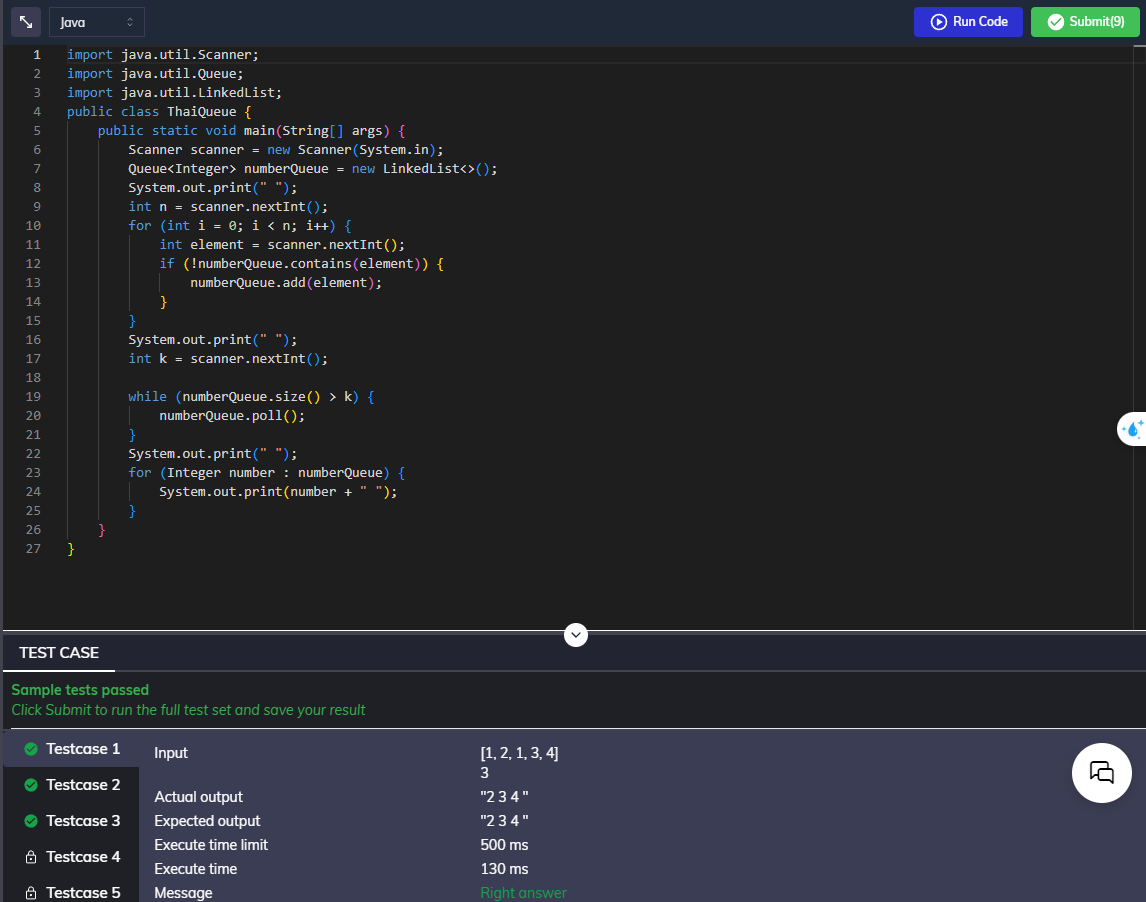 Java
Run Code
Submit(9)
1 import java.util.Scanner;
2 import java.util.Queue;
3 import java.util.LinkedList;
4 public class ThaiQueue {
5 public static void main(String[] args) {
6 Scanner scanner = new Scanner(System.in);
7 Queue<Integer> numberQueue = new LinkedList<>();
8 System.out.print(" ");
9 int n = scanner.nextInt();
10 for (int i = 0; i < n; i++) {
11 int element = scanner.nextInt();
12 if (!numberQueue.contains(element)) {
13 numberQueue.add(element);
14 }
15 }
16 System.out.print(" ");
17 int k = scanner.nextInt();
18
19 while (numberQueue.size() > k) {
20 numberQueue.poll();
21 }
22 System.out.print(" ");
23 for (Integer number : numberQueue) {
24 System.out.print(number + " ");
25 }
26 }
27 }
TEST CASE
Sample tests passed
Click Submit to run the full test set and save your result
Testcase 1
Testcase 2
Testcase 3
Testcase 4
Testcase 5
Input [1, 2, 1, 3, 4]
3
Actual output "2 3 4 "
Expected output "2 3 4 "
Execute time limit 500 ms
Execute time 130 ms
Message Right answer